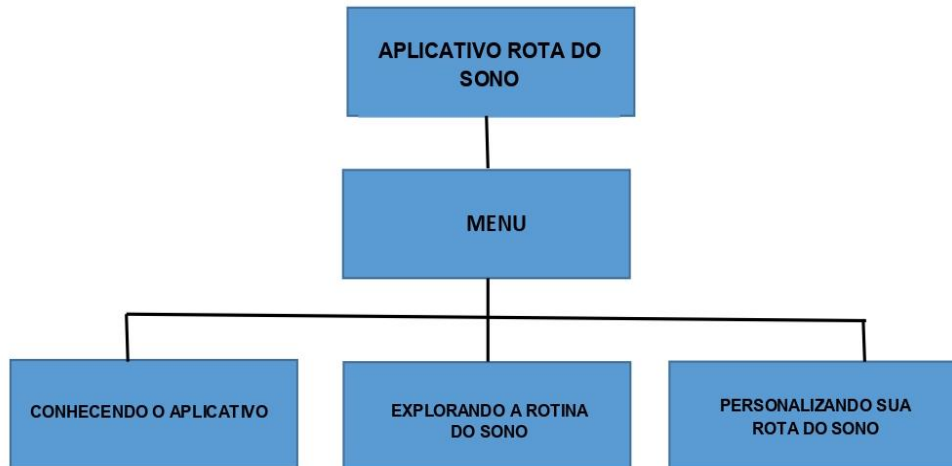 APLICATIVO ROTA DO
SONO
MENU
CONHECENDO O APLICATIVO
EXPLORANDO A ROTINA
DO SONO
PERSONALIZANDO SUA
ROTA DO SONO